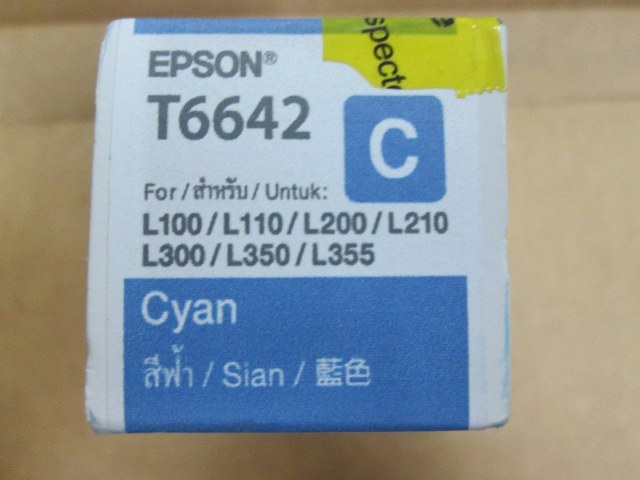 EPSON®
T6642
C
For / สำหรับ / Untuk:
L100 / L110 / L200 / L210
L300 / L350 / L355
Cyan
สีฟ้า / Sian / 藍色